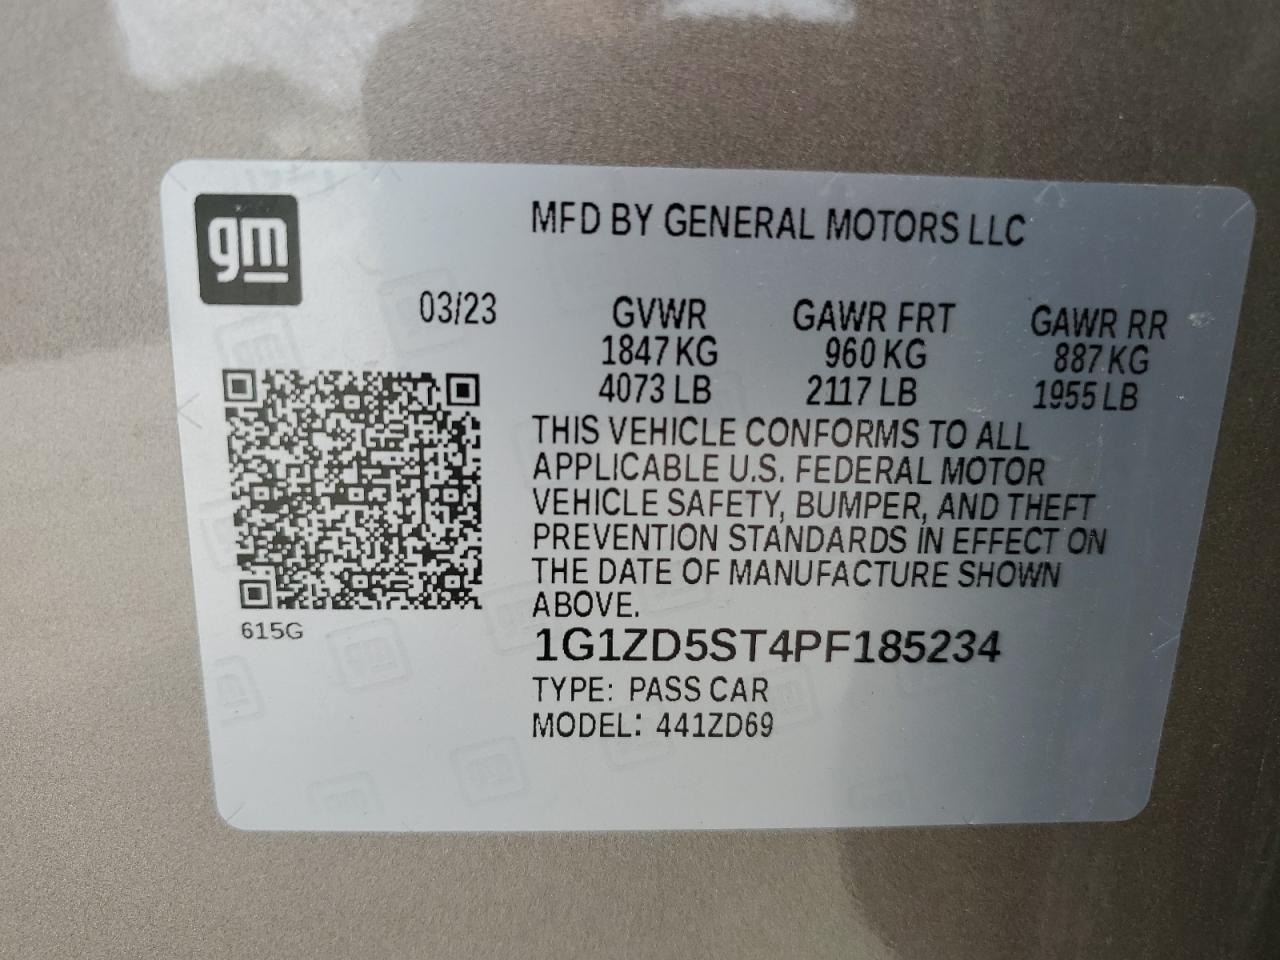 gm
MFD BY GENERAL MOTORS LLC
03/23 GVWR GAWR FRT GAWR RR
1847 KG 960 KG 887 KG
4073 LB 2117 LB 1955 LB
THIS VEHICLE CONFORMS TO ALL
APPLICABLE U.S. FEDERAL MOTOR
VEHICLE SAFETY, BUMPER, AND THEFT
PREVENTION STANDARDS IN EFFECT ON
THE DATE OF MANUFACTURE SHOWN
ABOVE.
615G
1G1ZD5ST4PF185234
TYPE: PASS CAR
MODEL: 441ZD69